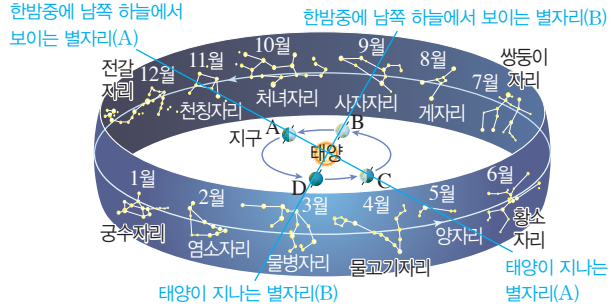 한밤중에 남쪽 하늘에서
보이는 별자리(A)
한밤중에 남쪽 하늘에서 보이는 별자리(B)
전갈
자리
12월
11월
천칭자리
10월
처녀자리
9월
사자자리
8월
게자리
7월
쌍둥이
자리
지구
A
B
태양
D
C
1월
궁수자리
2월
염소자리
3월
물병자리
4월
물고기자리
5월
양자리
6월
황소
자리
태양이 지나는 별자리(B)
태양이 지나는
별자리(A)